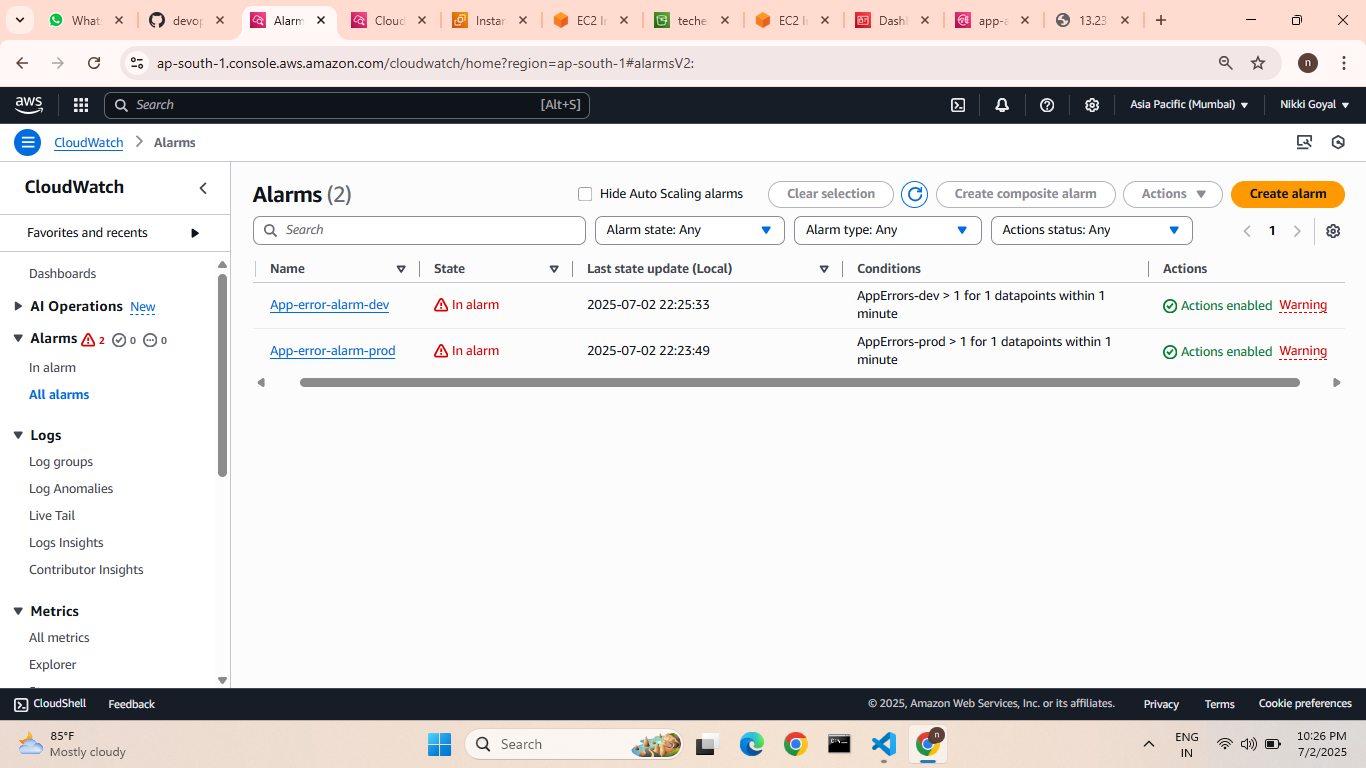 Whats
devop
Alarm
Cloud
Instan
EC2 In
teche
EC2 In
Dashb
app-a
13.23
ap-south-1.console.aws.amazon.com/cloudwatch/home?region=ap-south-1#alarmsV2:
n
aws
Search [Alt+S]
Asia Pacific (Mumbai)
Nikki Goyal
CloudWatch
Alarms
CloudWatch
Favorites and recents
Dashboards
AI Operations New
Alarms 2 0 0
In alarm
All alarms
Logs
Log groups
Log Anomalies
Live Tail
Logs Insights
Contributor Insights
Metrics
All metrics
Explorer
Alarms (2)
Hide Auto Scaling alarms
Clear selection
Create composite alarm
Actions
Create alarm
Search
Alarm state: Any
Alarm type: Any
Actions status: Any
1
Name State Last state update (Local) Conditions Actions
App-error-alarm-dev In alarm 2025-07-02 22:25:33 AppErrors-dev > 1 for 1 datapoints within 1
minute
Actions enabled Warning
App-error-alarm-prod In alarm 2025-07-02 22:23:49 AppErrors-prod > 1 for 1 datapoints within 1
minute
Actions enabled Warning
CloudShell Feedback © 2025, Amazon Web Services, Inc. or its affiliates. Privacy Terms Cookie preferences
85°F
Mostly cloudy
Search
n
ENG
IN
10:26 PM
7/2/2025